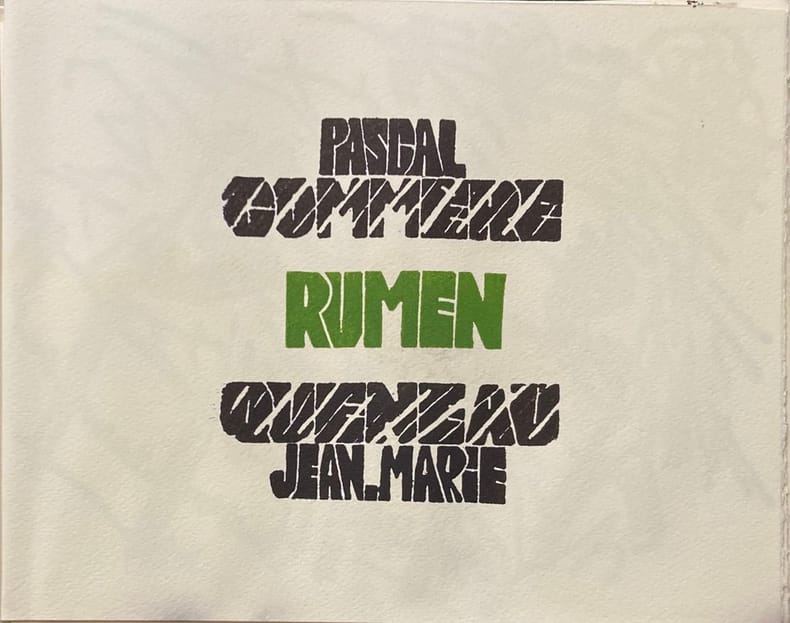 PASCAL
COMMERE
RUMEN
QUENEAU
JEAN-MARIE